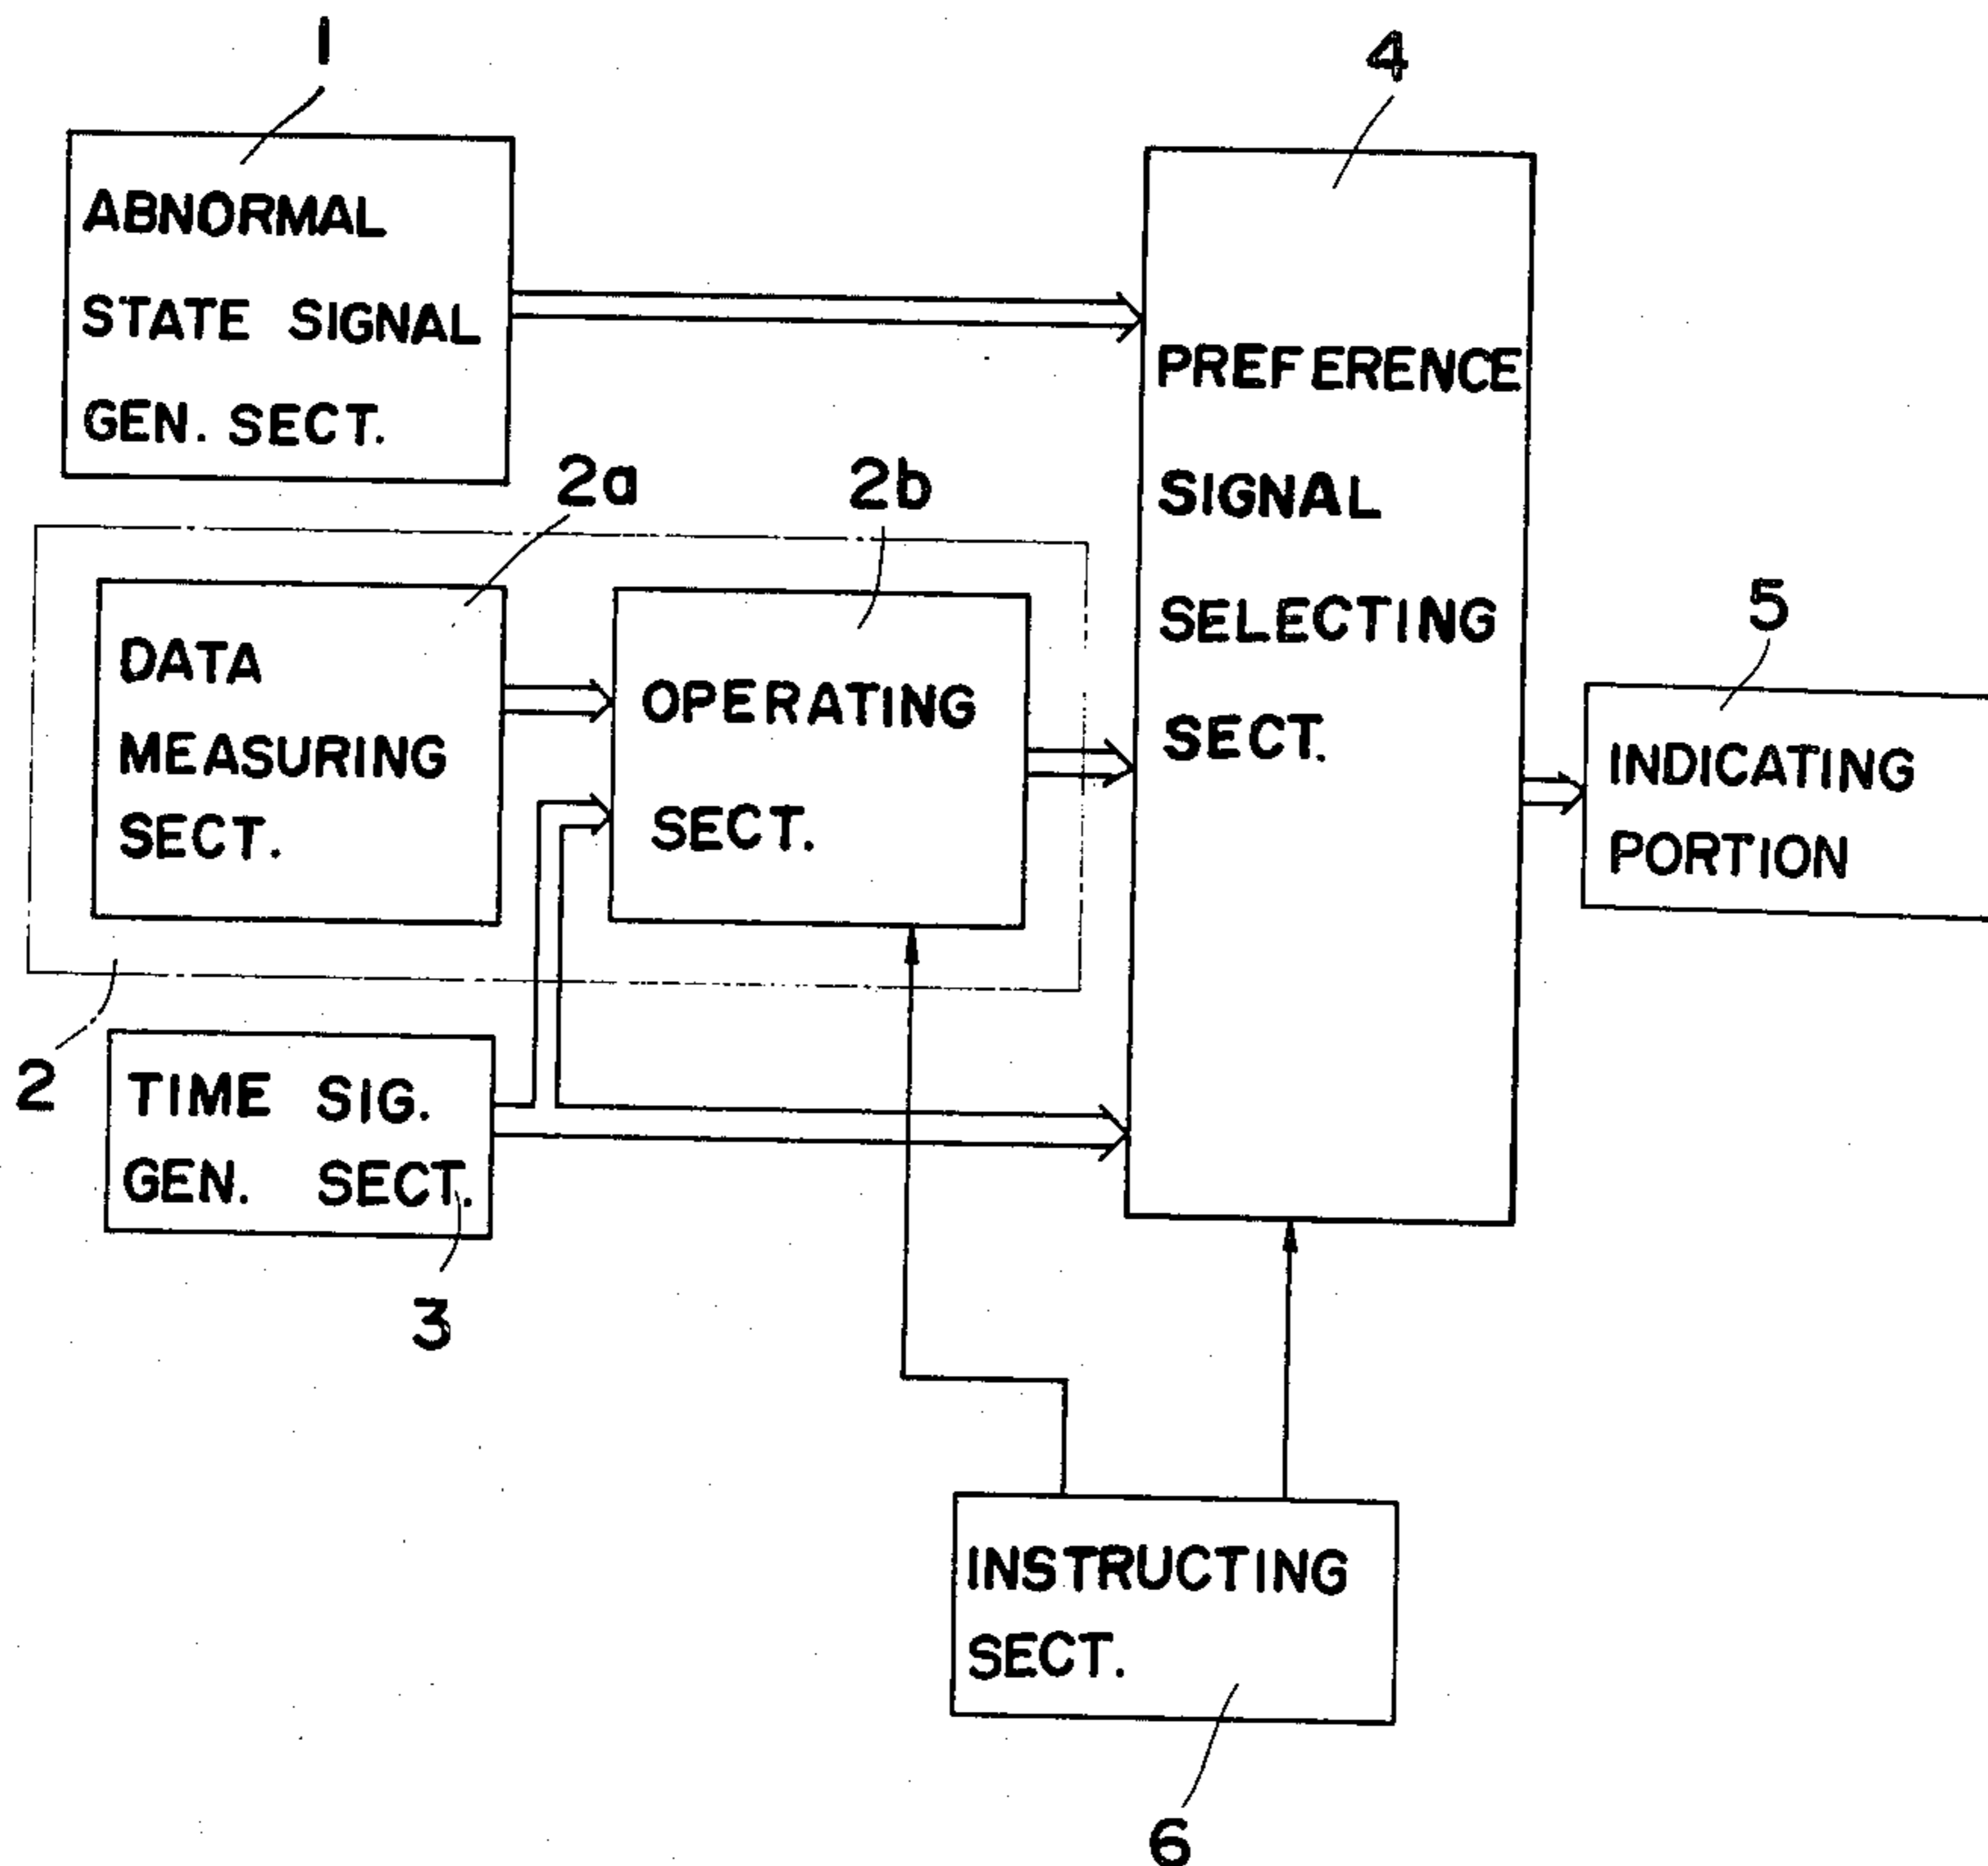 1
ABNORMAL
STATE SIGNAL
GEN. SECT.
2a
DATA
MEASURING
SECT.
2b
OPERATING
SECT.
2
TIME SIG.
GEN. SECT.
3
4
PREFERENCE
SIGNAL
SELECTING
SECT.
5
INDICATING
PORTION
INSTRUCTING
SECT.
6